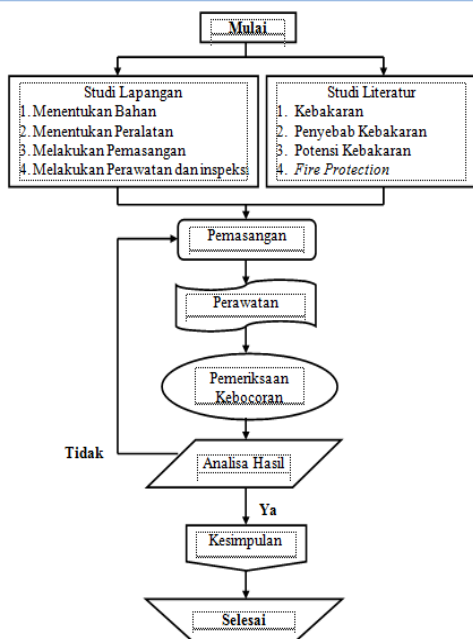 Mulai
Studi Lapangan
1. Menentukan Bahan
2. Menentukan Peralatan
3. Melakukan Pemasangan
4. Melakukan Perawatan dan inspeksi
Studi Literatur
1. Kebakaran
2. Penyebab Kebakaran
3. Potensi Kebakaran
4. Fire Protection
Pemasangan
Perawatan
Pemeriksaan
Kebocoran
Tidak
Analisa Hasil
Ya
Kesimpulan
Selesai